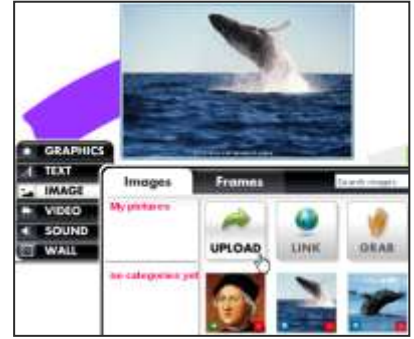 GRAPHICS
TEXT
IMAGE
VIDEO
SOUND
WALL
Images Frames Search images
My pictures
no categories yet
UPLOAD LINK GRAB